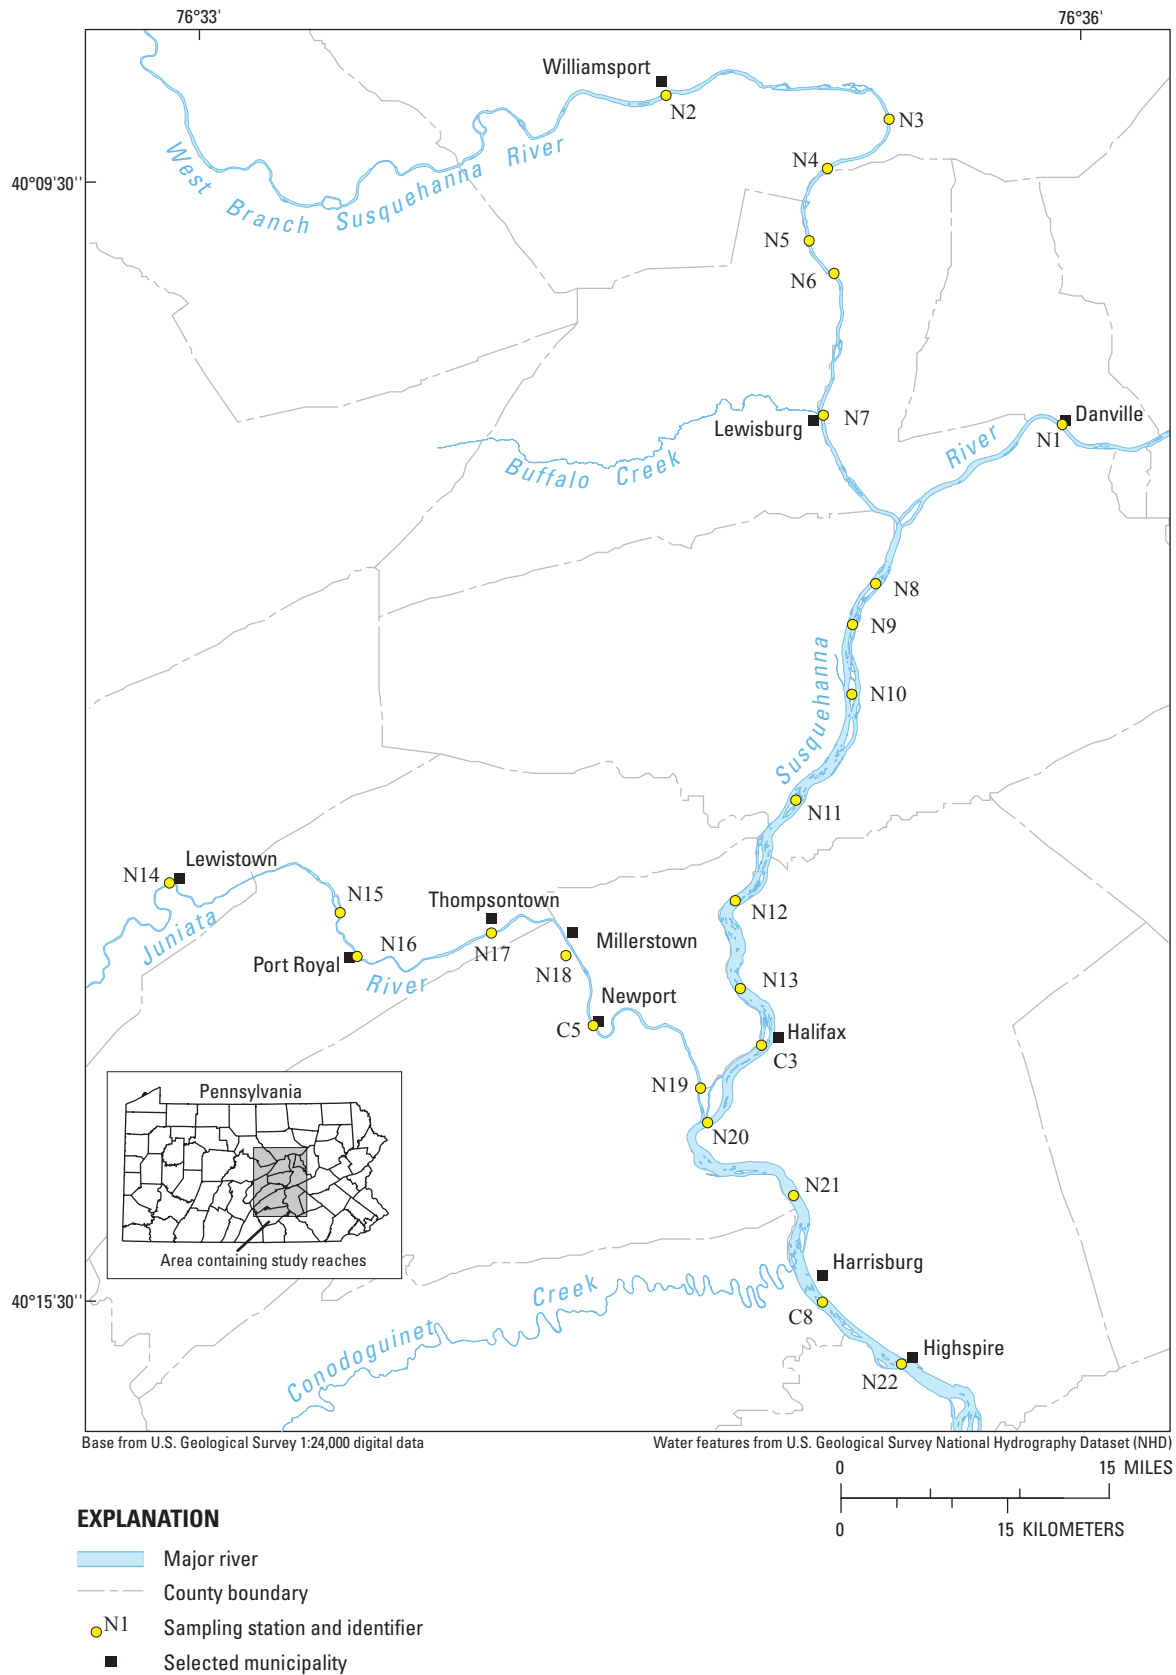 76°33'
76°36'
Williamsport
N2
N3
West Branch Susquehanna River
N4
40°09'30''
N5
N6
N7
Lewisburg
Danville
N1
River
Buffalo Creek
N8
N9
Susquehanna
N10
N11
Lewistown
N14
N15
Thompsontown
N12
Juniata
N16
N17
Millerstown
Port Royal
N18
River
N13
Newport
C5
Halifax
C3
N19
Pennsylvania
N20
N21
Area containing study reaches
Harrisburg
Creek
40°15'30''
C8
Conodoguinet
Highspire
N22
Base from U.S. Geological Survey 1:24,000 digital data
Water features from U.S. Geological Survey National Hydrography Dataset (NHD)
0 15 MILES
0 15 KILOMETERS
EXPLANATION
Major river
County boundary
N1 Sampling station and identifier
Selected municipality